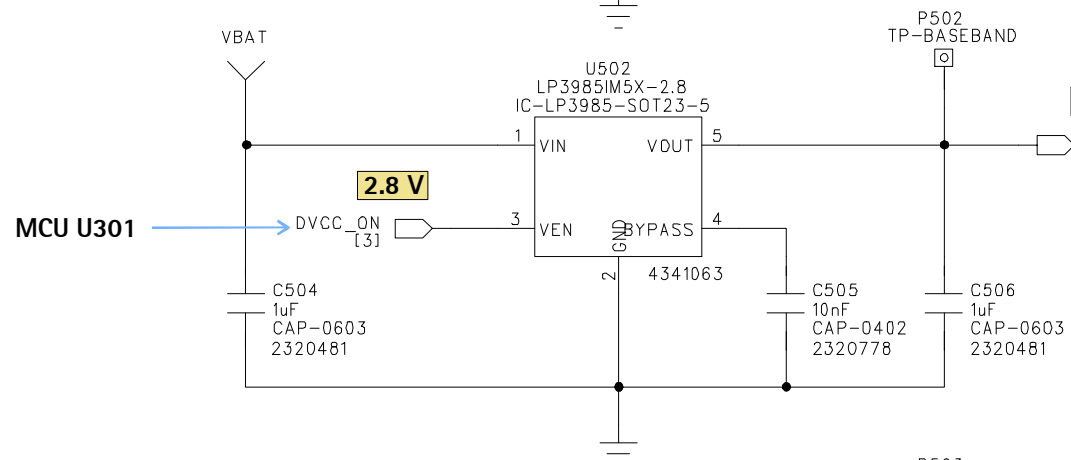 P502
TP-BASEBAND
VBAT
U502
LP3985IM5X-2.8
IC-LP3985-SOT23-5
1
VIN
VOUT
5
2.8 V
MCU U301
DVCC_ON
[3]
3
VEN
GND
BYPASS
4
2
4341063
C504
1uF
CAP-0603
2320481
C505
10nF
CAP-0402
2320778
C506
1uF
CAP-0603
2320481